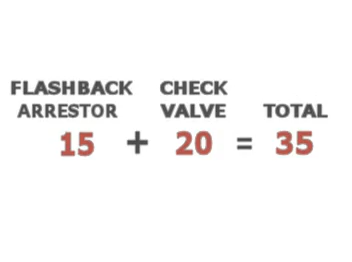 FLASHBACK CHECK
ARRESTOR VALVE TOTAL
15 + 20 = 35